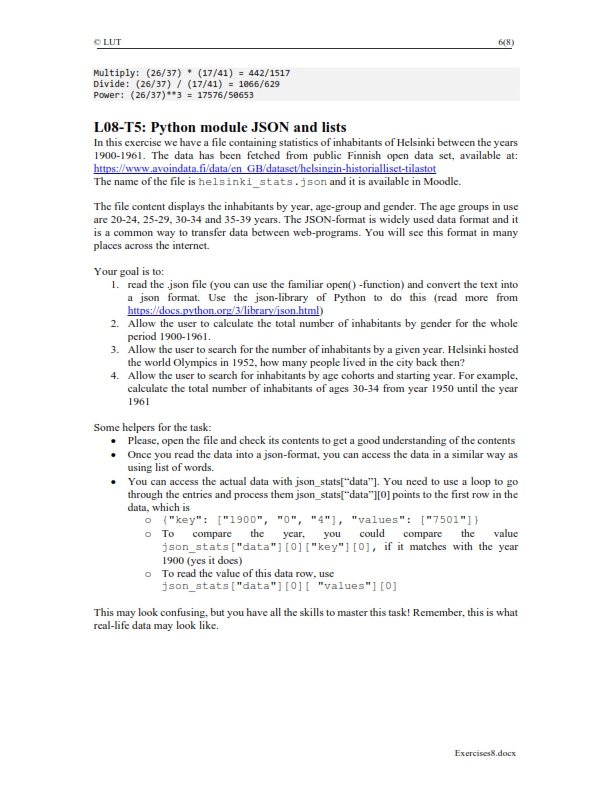 © LUT
6(8)
Multiply: (26/37) * (17/41) = 442/1517
Divide: (26/37) / (17/41) = 1066/629
Power: (26/37)**3 = 17576/50653
L08-T5: Python module JSON and lists
In this exercise we have a file containing statistics of inhabitants of Helsinki between the years
1900-1961. The data has been fetched from public Finnish open data set, available at:
https://www.avoindata.fi/data/en_GB/dataset/helsingin-historialliset-tilastot
The name of the file is helsinki_stats.json and it is available in Moodle.
The file content displays the inhabitants by year, age-group and gender. The age groups in use
are 20-24, 25-29, 30-34 and 35-39 years. The JSON-format is widely used data format and it
is a common way to transfer data between web-programs. You will see this format in many
places across the internet.
Your goal is to:
1. read the .json file (you can use the familiar open() -function) and convert the text into
a json format. Use the json-library of Python to do this (read more from
https://docs.python.org/3/library/json.html)
2. Allow the user to calculate the total number of inhabitants by gender for the whole
period 1900-1961.
3. Allow the user to search for the number of inhabitants by a given year. Helsinki hosted
the world Olympics in 1952, how many people lived in the city back then?
4. Allow the user to search for inhabitants by age cohorts and starting year. For example,
calculate the total number of inhabitants of ages 30-34 from year 1950 until the year
1961
Some helpers for the task:
• Please, open the file and check its contents to get a good understanding of the contents
• Once you read the data into a json-format, you can access the data in a similar way as
using list of words.
• You can access the actual data with json_stats["data"]. You need to use a loop to go
through the entries and process them json_stats["data"][0] points to the first row in the
data, which is
o {"key": ["1900", "0", "4"], "values": ["7501"]}
o To compare the year, you could compare the value
json_stats["data"][0]["key"][0], if it matches with the year
1900 (yes it does)
o To read the value of this data row, use
json_stats["data"][0][ "values"][0]
This may look confusing, but you have all the skills to master this task! Remember, this is what
real-life data may look like.
Exercises8.docx